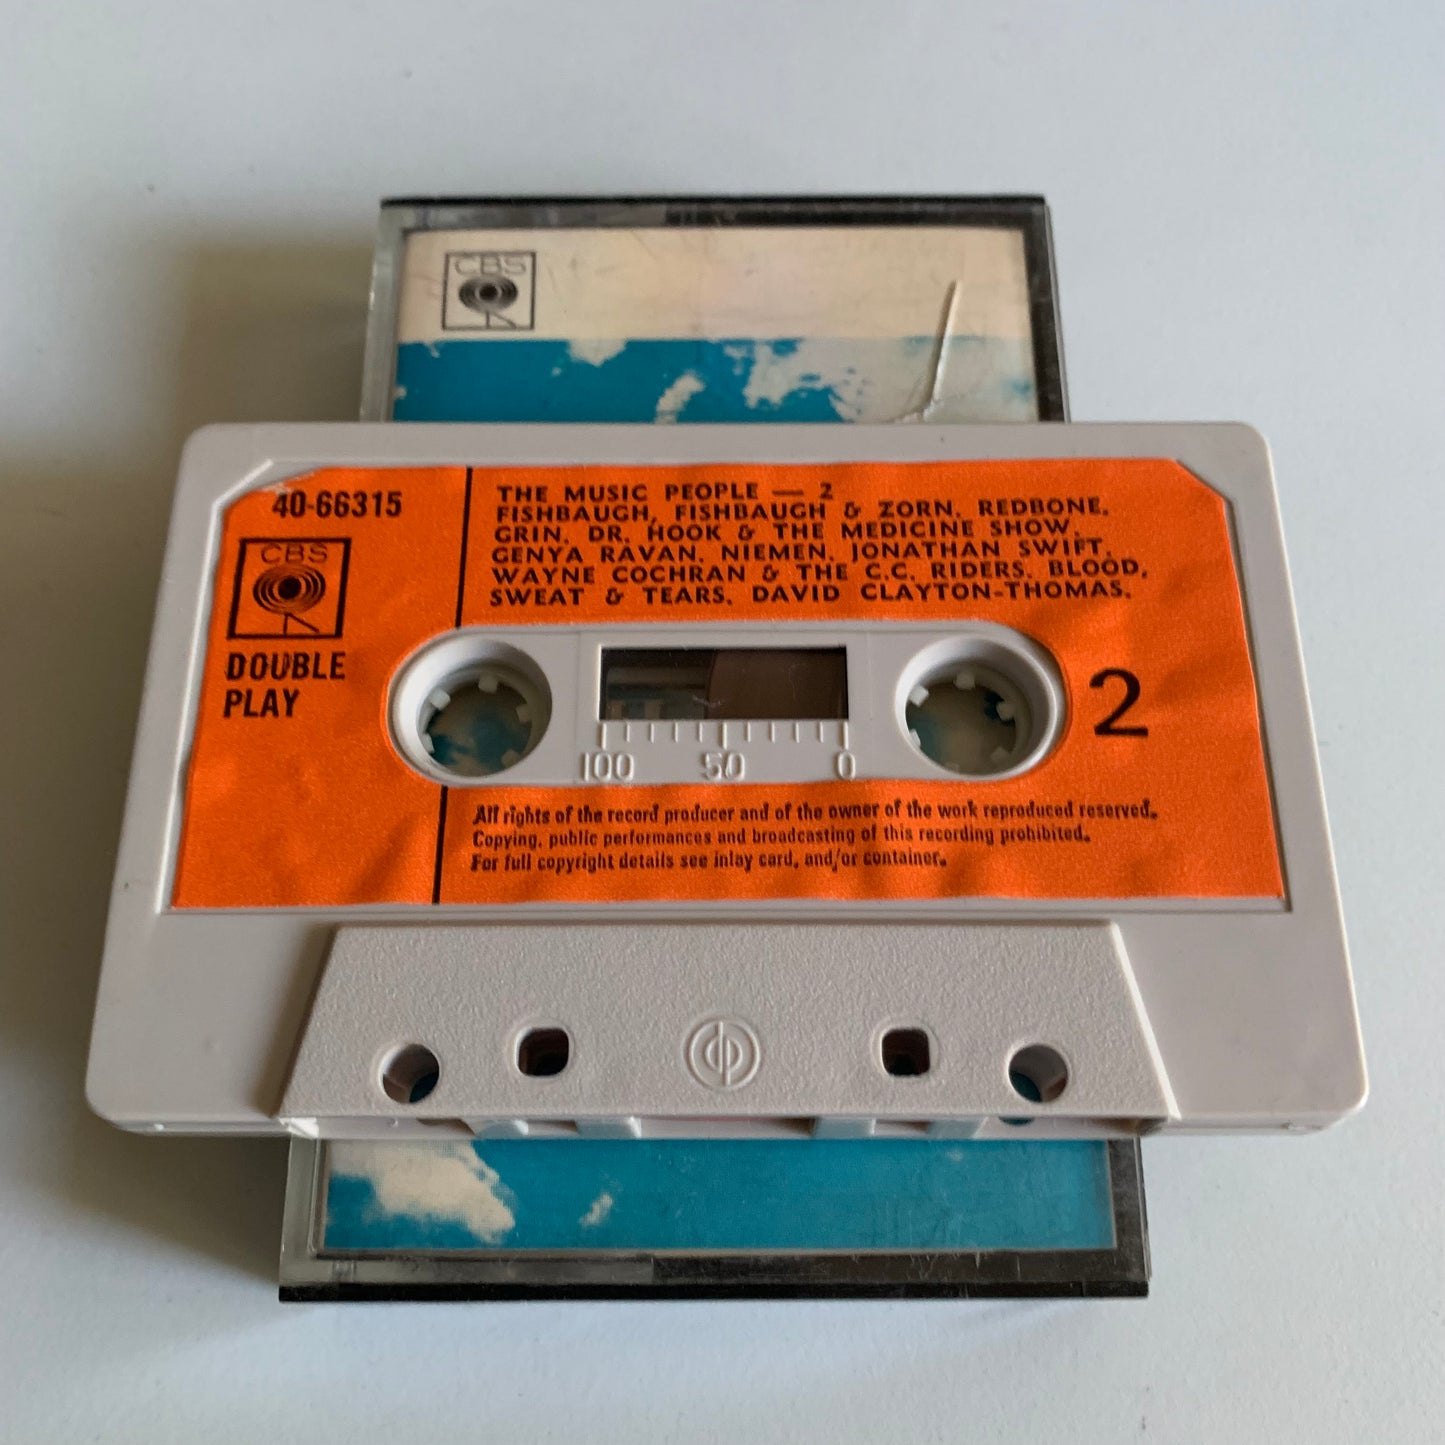 CBS
40-66315
CBS
DOUBLE
PLAY
THE MUSIC PEOPLE — 2
FISHBAUGH, FISHBAUGH & ZORN. REDBONE.
GRIN. DR. HOOK & THE MEDICINE SHOW.
GENYA RAVAN. NIEMEN. JONATHAN SWIFT.
WAYNE COCHRAN & THE C.C. RIDERS. BLOOD,
SWEAT & TEARS. DAVID CLAYTON-THOMAS.
2
100 50 0
All rights of the record producer and of the owner of the work reproduced reserved.
Copying, public performances and broadcasting of this recording prohibited.
For full copyright details see inlay card, and/or container.